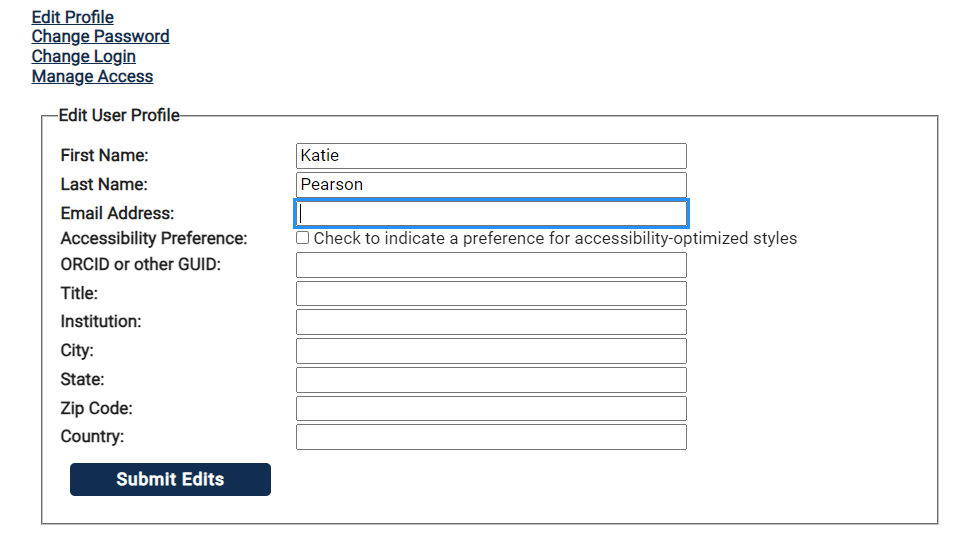 Edit Profile
Change Password
Change Login
Manage Access
Edit User Profile
First Name: Katie
Last Name: Pearson
Email Address:
Accessibility Preference: Check to indicate a preference for accessibility-optimized styles
ORCID or other GUID:
Title:
Institution:
City:
State:
Zip Code:
Country:
Submit Edits